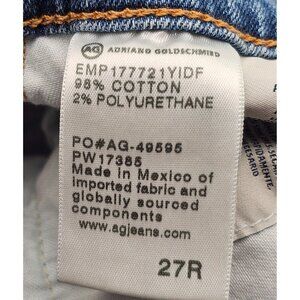 AG ADRIANO GOLDSCHMIED
EMP177721YIDF
98% COTTON
2% POLYURETHANE
PO#AG-49595
PW17385
Made in Mexico of
imported fabric and
globally sourced
components
www.agjeans.com
27R